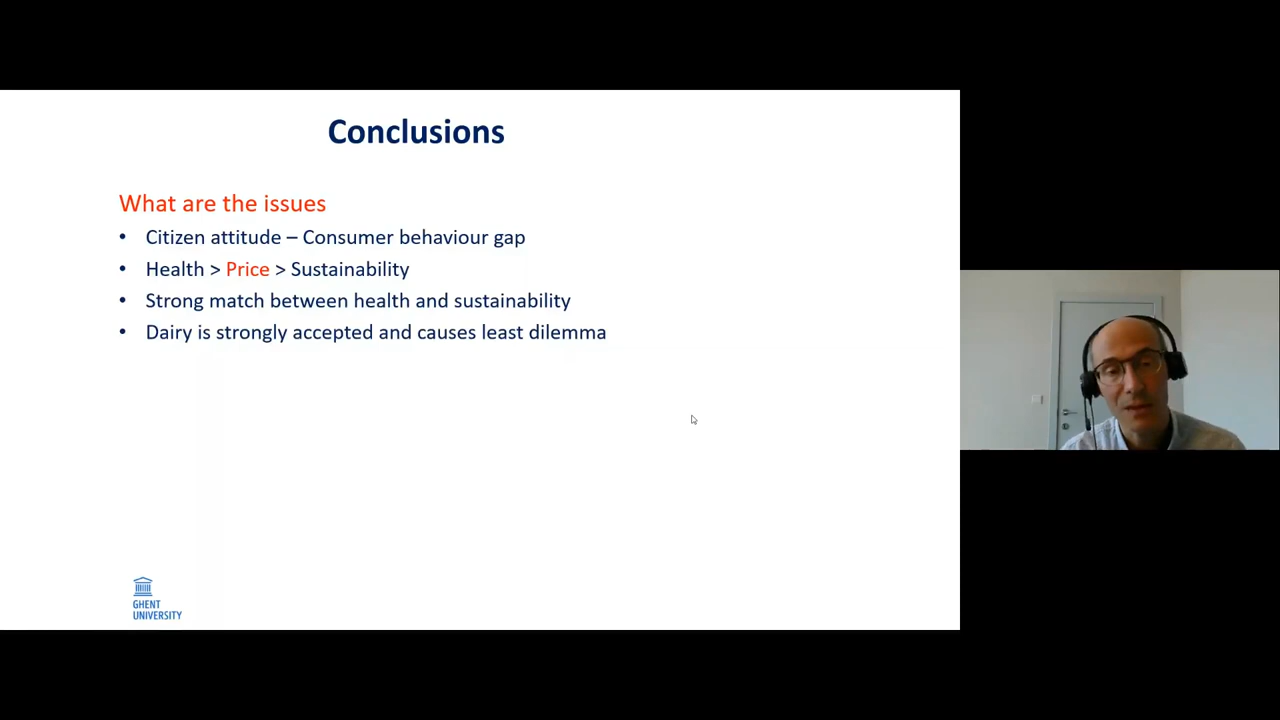 Conclusions
What are the issues
• Citizen attitude – Consumer behaviour gap
• Health > Price > Sustainability
• Strong match between health and sustainability
• Dairy is strongly accepted and causes least dilemma
GHENT
UNIVERSITY